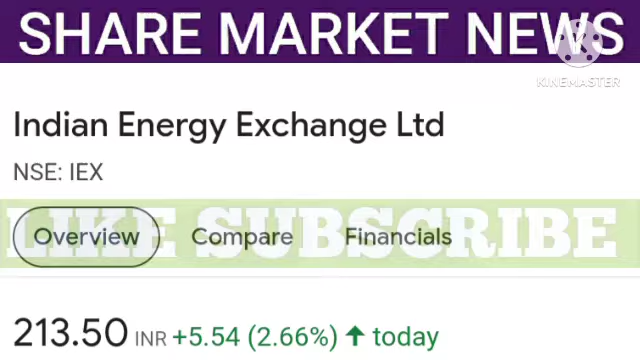 SHARE MARKET NEWS
KINEMASTER
Indian Energy Exchange Ltd
NSE: IEX
LIKE SUBSCRIBE
Overview Compare Financials
213.50 INR +5.54 (2.66%) ↑ today